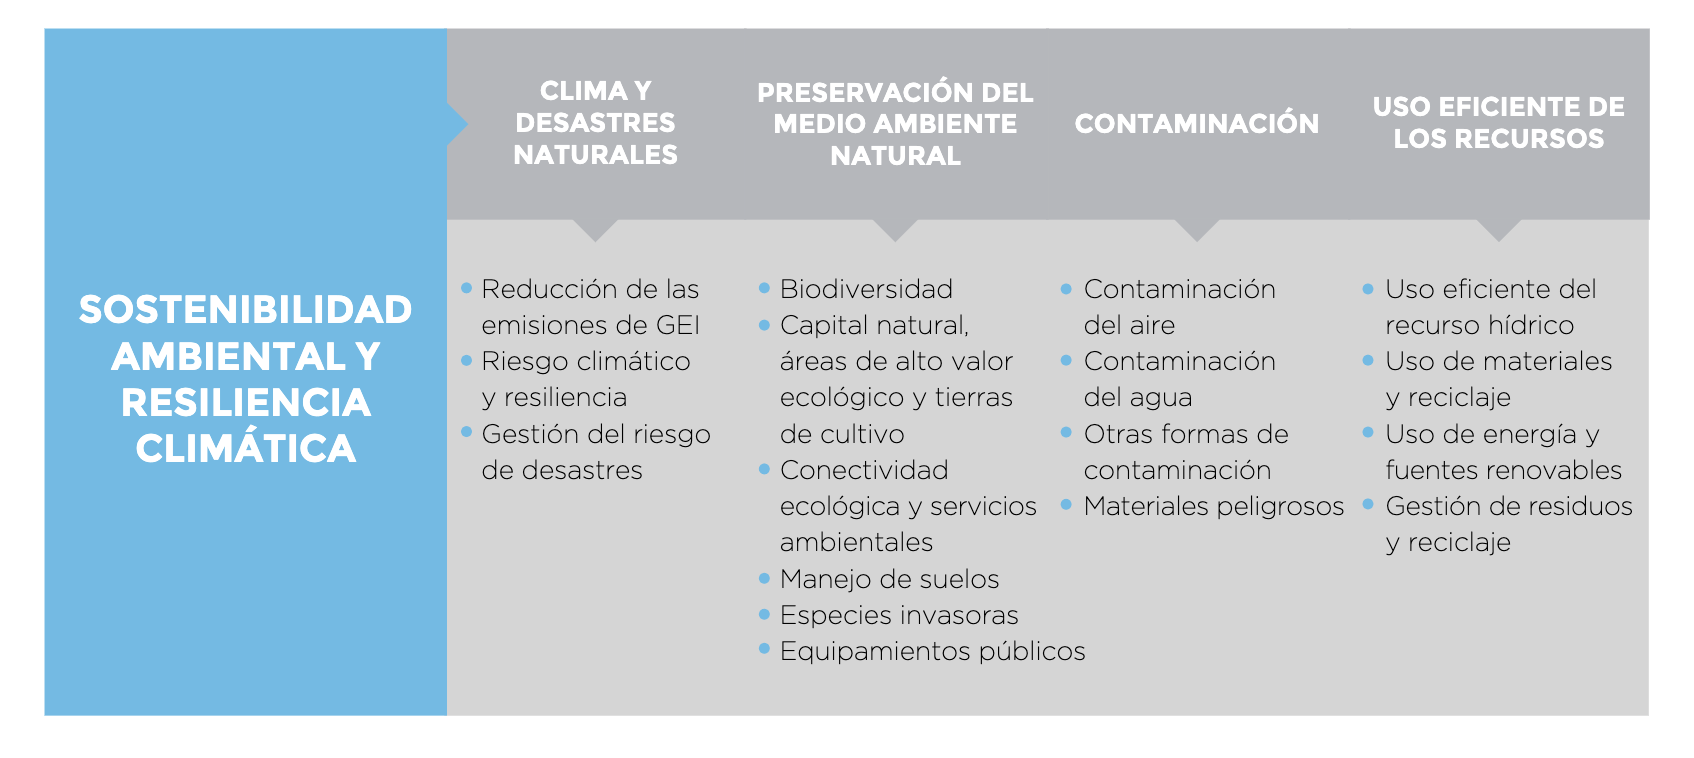 SOSTENIBILIDAD
AMBIENTAL Y
RESILIENCIA
CLIMÁTICA
CLIMA Y
DESASTRES
NATURALES
Reducción de las
emisiones de GEI
Riesgo climático
y resiliencia
Gestión del riesgo
de desastres
PRESERVACIÓN DEL
MEDIO AMBIENTE
NATURAL
Biodiversidad
Capital natural,
áreas de alto valor
ecológico y tierras
de cultivo
Conectividad
ecológica y servicios
ambientales
Manejo de suelos
Especies invasoras
Equipamientos públicos
CONTAMINACIÓN
Contaminación
del aire
Contaminación
del agua
Otras formas de
contaminación
Materiales peligrosos
USO EFICIENTE DE
LOS RECURSOS
Uso eficiente del
recurso hídrico
Uso de materiales
y reciclaje
Uso de energía y
fuentes renovables
Gestión de residuos
y reciclaje